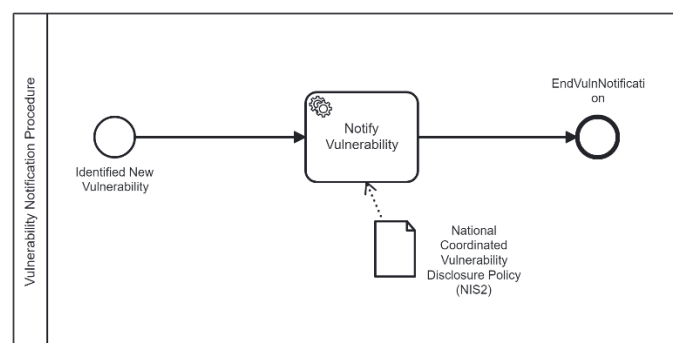 Vulnerability Notification Procedure
Identified New
Vulnerability
Notify
Vulnerability
EndVulnNotificati
on
National
Coordinated
Vulnerability
Disclosure Policy
(NIS2)